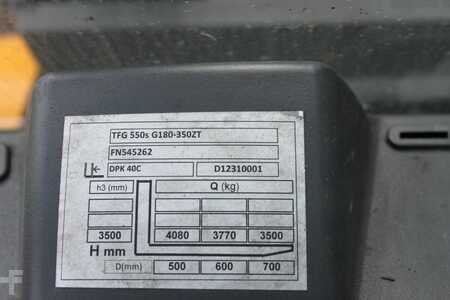 TFG 550s G180-350ZT
FN545262
DPK 40C D12310001
h3 (mm) Q (kg)
3500 4080 3770 3500
H mm
D(mm) 500 600 700